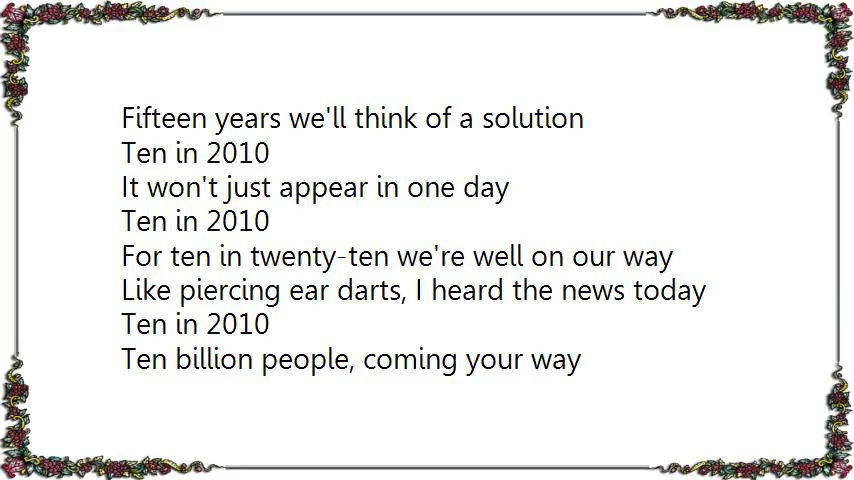 Fifteen years we'll think of a solution
Ten in 2010
It won't just appear in one day
Ten in 2010
For ten in twenty-ten we're well on our way
Like piercing ear darts, I heard the news today
Ten in 2010
Ten billion people, coming your way